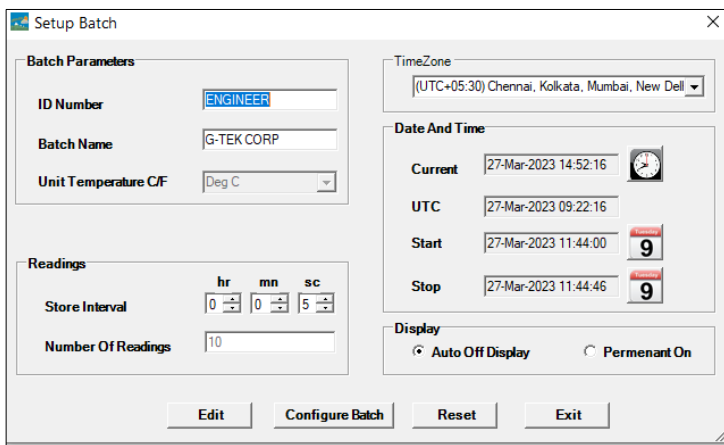 Setup Batch
Batch Parameters
ID Number ENGINEER
Batch Name G-TEK CORP
Unit Temperature C/F Deg C
Readings
hr mn sc
Store Interval 0 0 5
Number Of Readings 10
TimeZone
(UTC+05:30) Chennai, Kolkata, Mumbai, New Dell
Date And Time
Current 27-Mar-2023 14:52:16
UTC 27-Mar-2023 09:22:16
Start 27-Mar-2023 11:44:00
Tuesday
9
Stop 27-Mar-2023 11:44:46
Tuesday
9
Display
Auto Off Display Permenant On
Edit Configure Batch Reset Exit